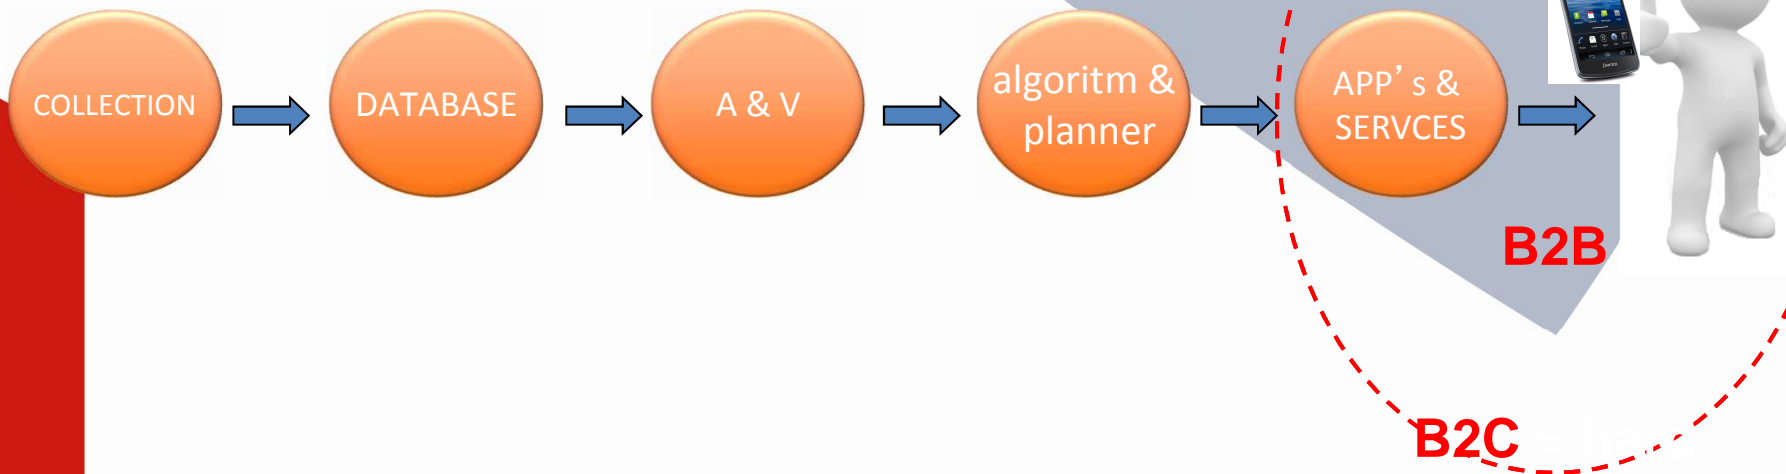 COLLECTION
DATABASE
A & V
algoritm &
planner
APP’s &
SERVCES
B2B
B2C